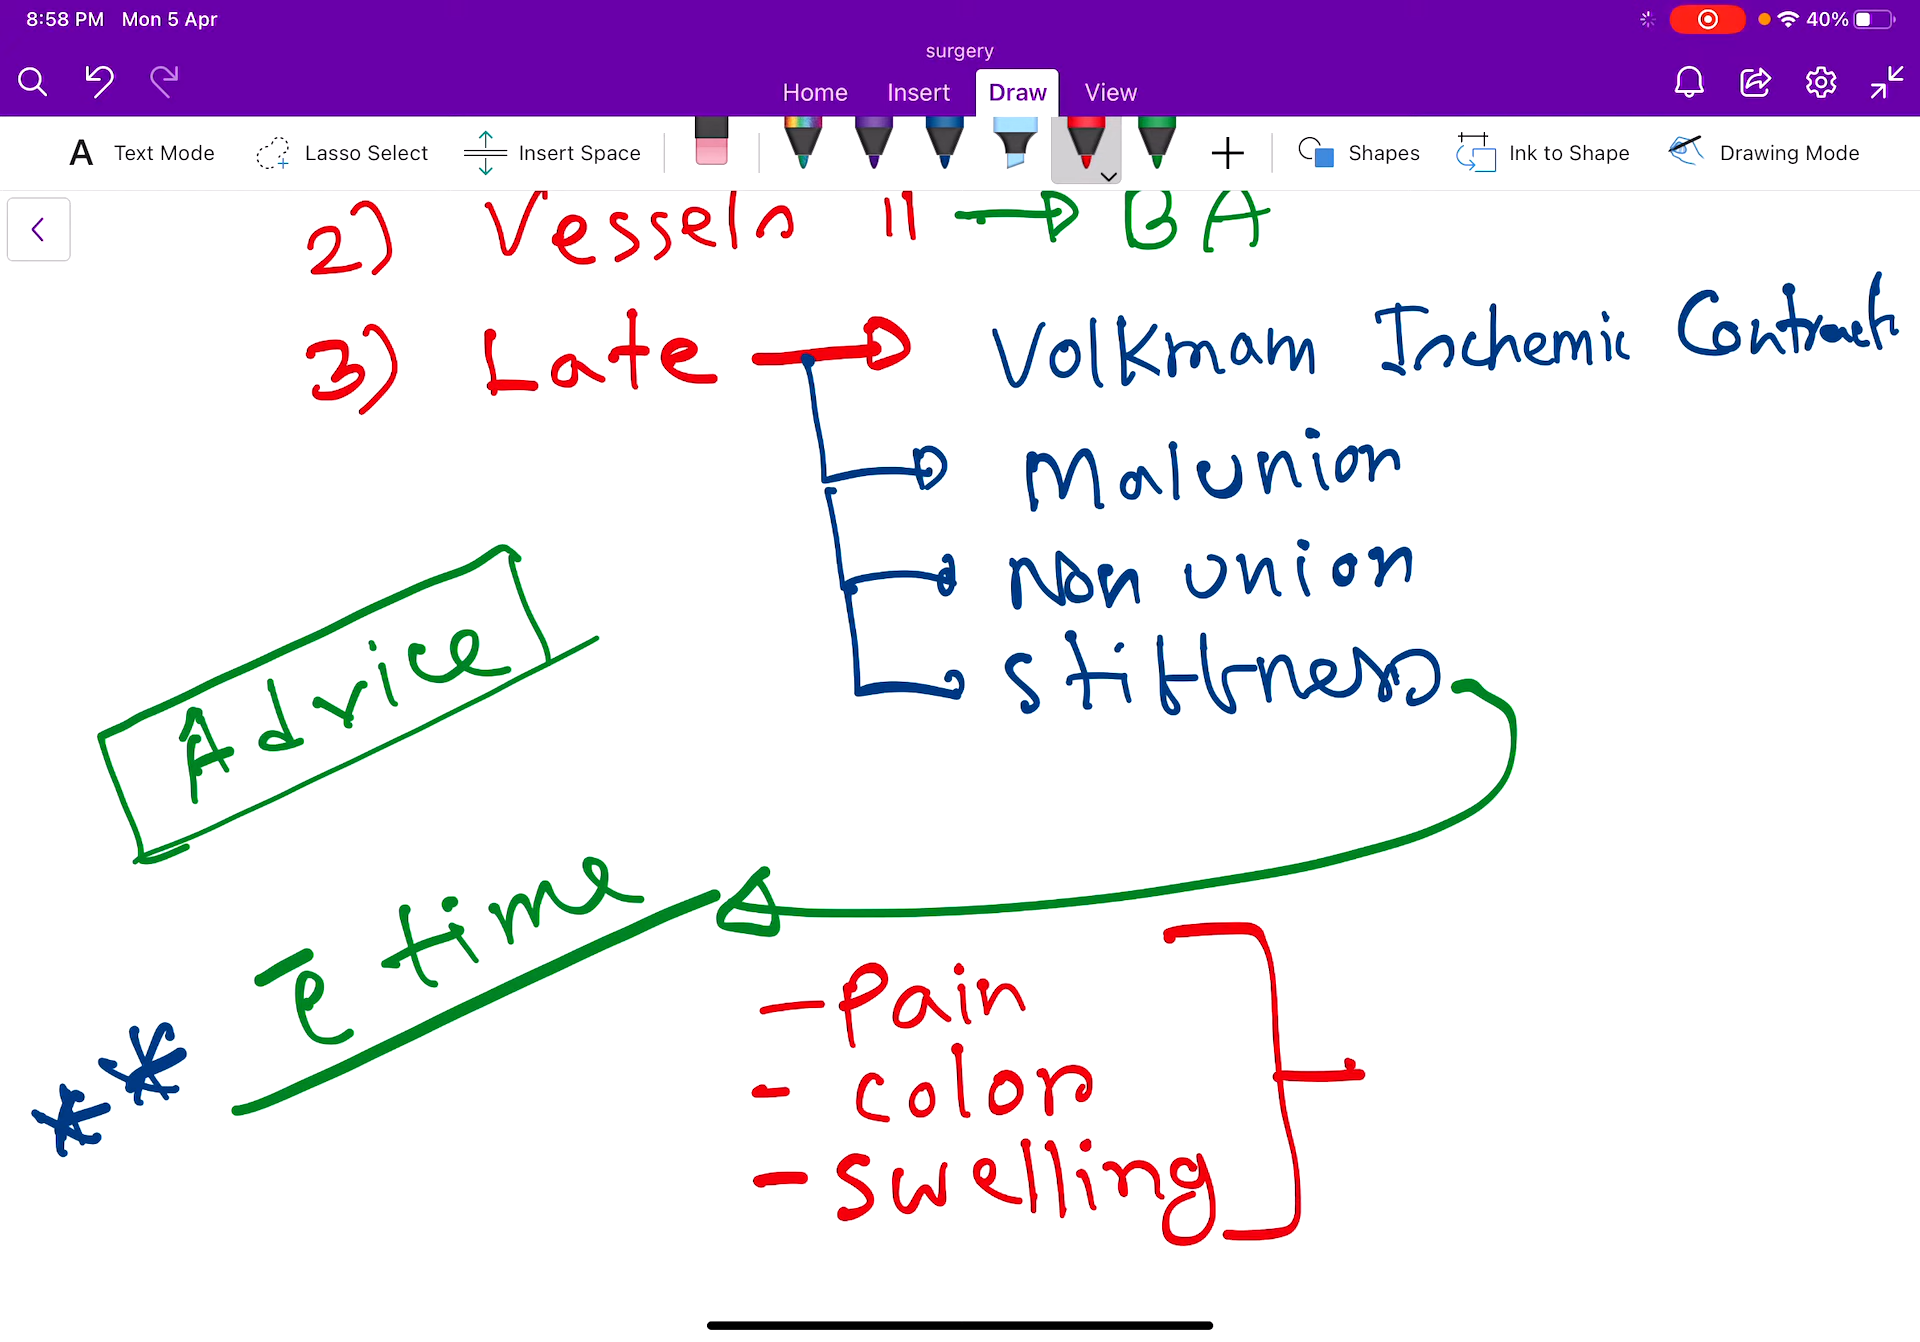 8:58 PM Mon 5 Apr 40%
surgery
Home Insert Draw View
A Text Mode Lasso Select Insert Space Shapes Ink to Shape Drawing Mode
2) Vessels 11 BA
3) Late Volkmam Ischemic Contract
Malunion
Non union
Stiffness
Advice
ē time
- Pain
- color
- swelling